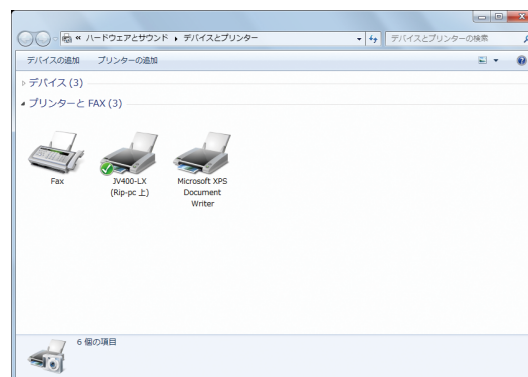 « ハードウェアとサウンド ▸ デバイスとプリンター
デバイスとプリンターの検索
デバイスの追加 プリンターの追加
デバイス (3)
プリンターと FAX (3)
Fax
JV400-LX
(Rip-pc 上)
Microsoft XPS
Document
Writer
6 個の項目